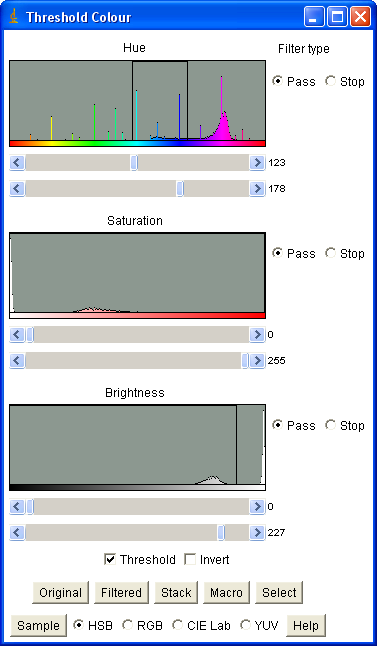 Threshold Colour
Hue Filter type
Pass Stop
123
178
Saturation
Pass Stop
0
255
Brightness
Pass Stop
0
227
Threshold Invert
Original Filtered Stack Macro Select
Sample HSB RGB CIE Lab YUV Help